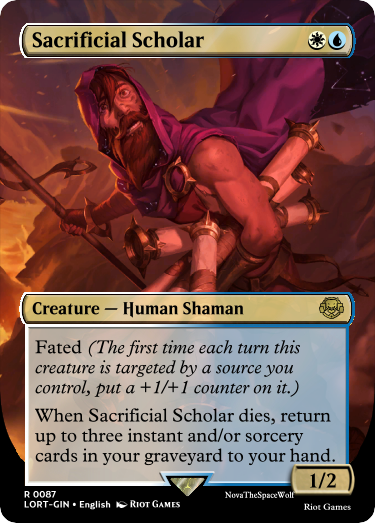 Sacrificial Scholar
Creature — Human Shaman
Fated (The first time each turn this
creature is targeted by a source you
control, put a +1/+1 counter on it.)
When Sacrificial Scholar dies, return
up to three instant and/or sorcery
cards in your graveyard to your hand.
1/2
R 0087
LORT-GIN • English RIOT GAMES
NovaTheSpaceWolf
Riot Games